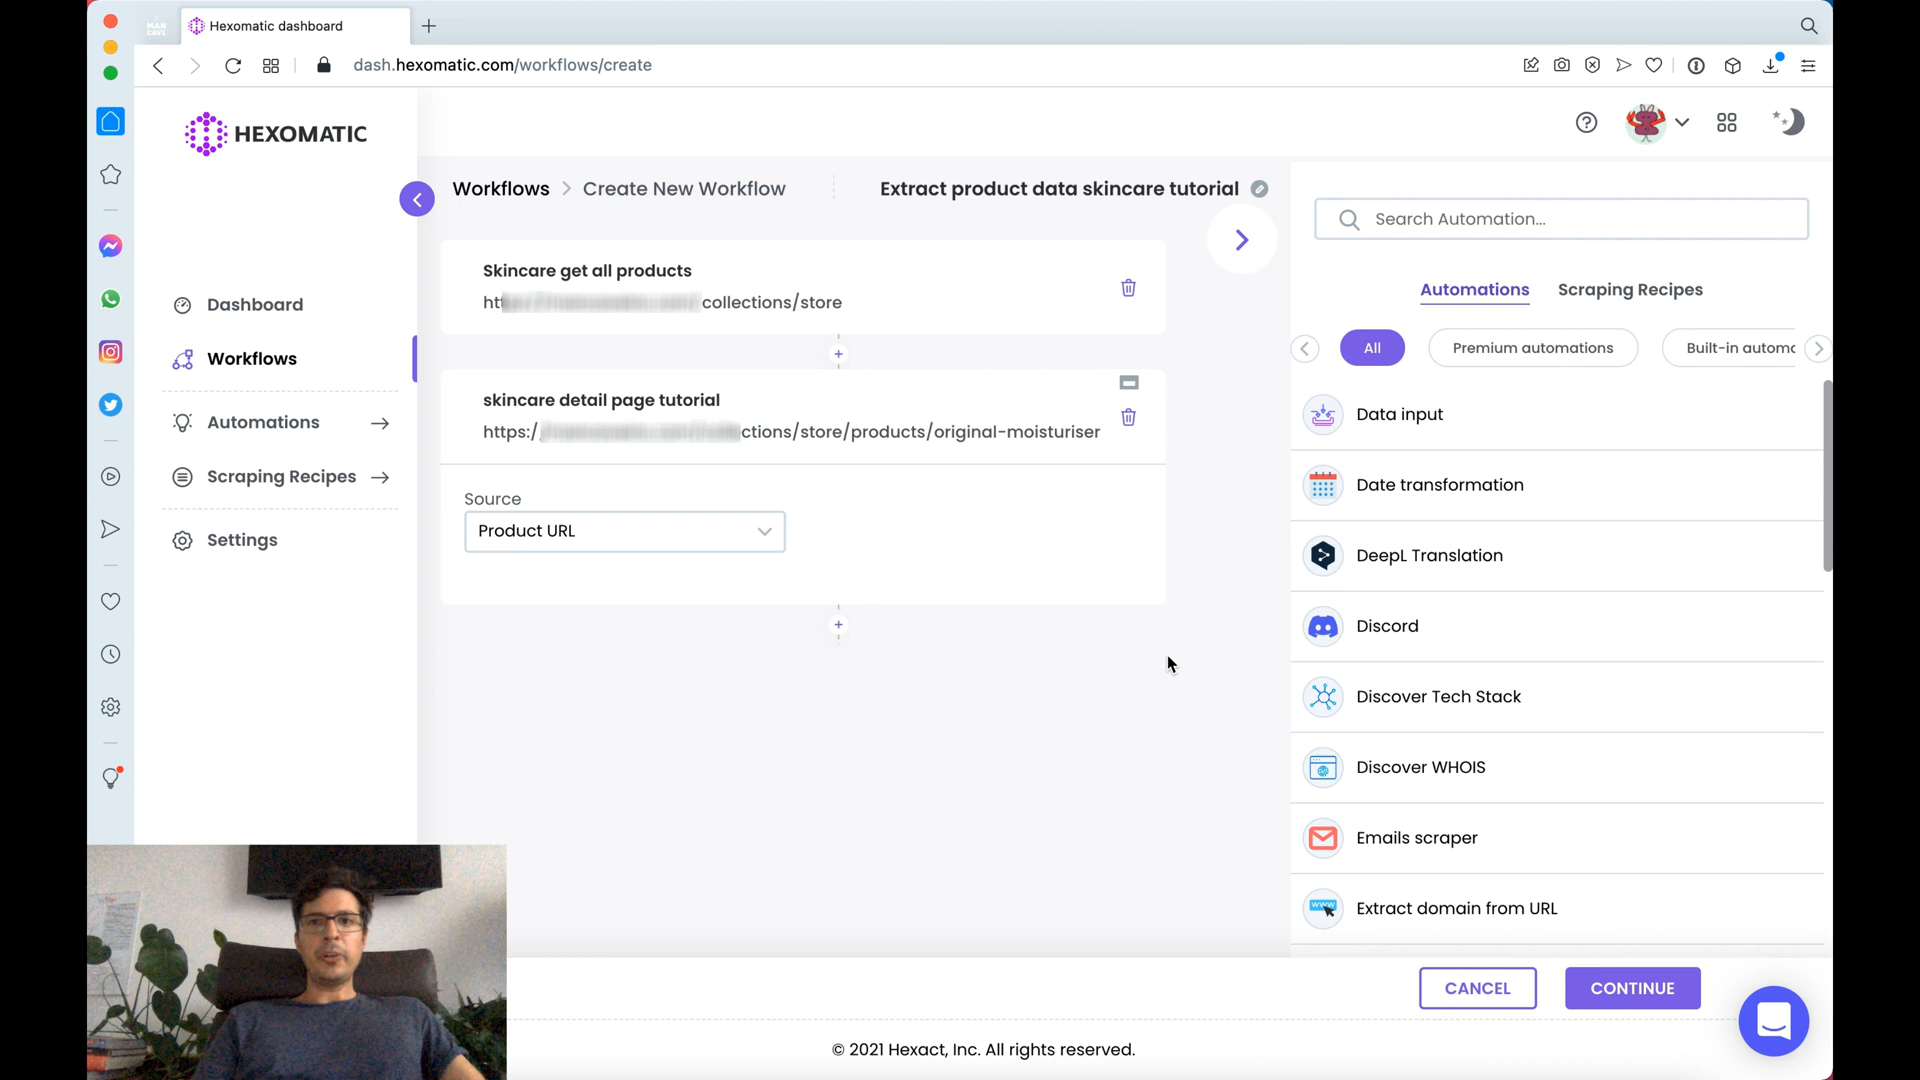 MAN
CAVE
Hexomatic dashboard
dash.hexomatic.com/workflows/create
HEXOMATIC
Workflows > Create New Workflow
Extract product data skincare tutorial
Search Automation...
Skincare get all products
collections/store
Automations
Scraping Recipes
Dashboard
All
Premium automations
Built-in automa
Workflows
skincare detail page tutorial
https:/
ctions/store/products/original-moisturiser
Data input
Automations
Scraping Recipes
Date transformation
Source
Product URL
Settings
DeepL Translation
Discord
Discover Tech Stack
Discover WHOIS
Emails scraper
www
Extract domain from URL
CANCEL
CONTINUE
© 2021 Hexact, Inc. All rights reserved.